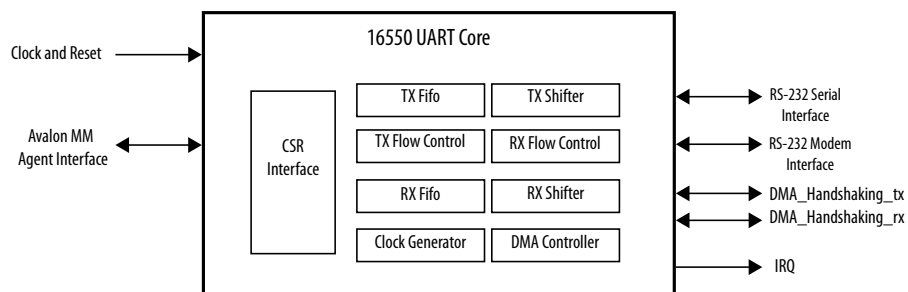 16550 UART Core
Clock and Reset
Avalon MM
Agent Interface
CSR
Interface
TX Fifo
TX Shifter
TX Flow Control
RX Flow Control
RX Fifo
RX Shifter
Clock Generator
DMA Controller
RS-232 Serial
Interface
RS-232 Modem
Interface
DMA_Handshaking_tx
DMA_Handshaking_rx
IRQ